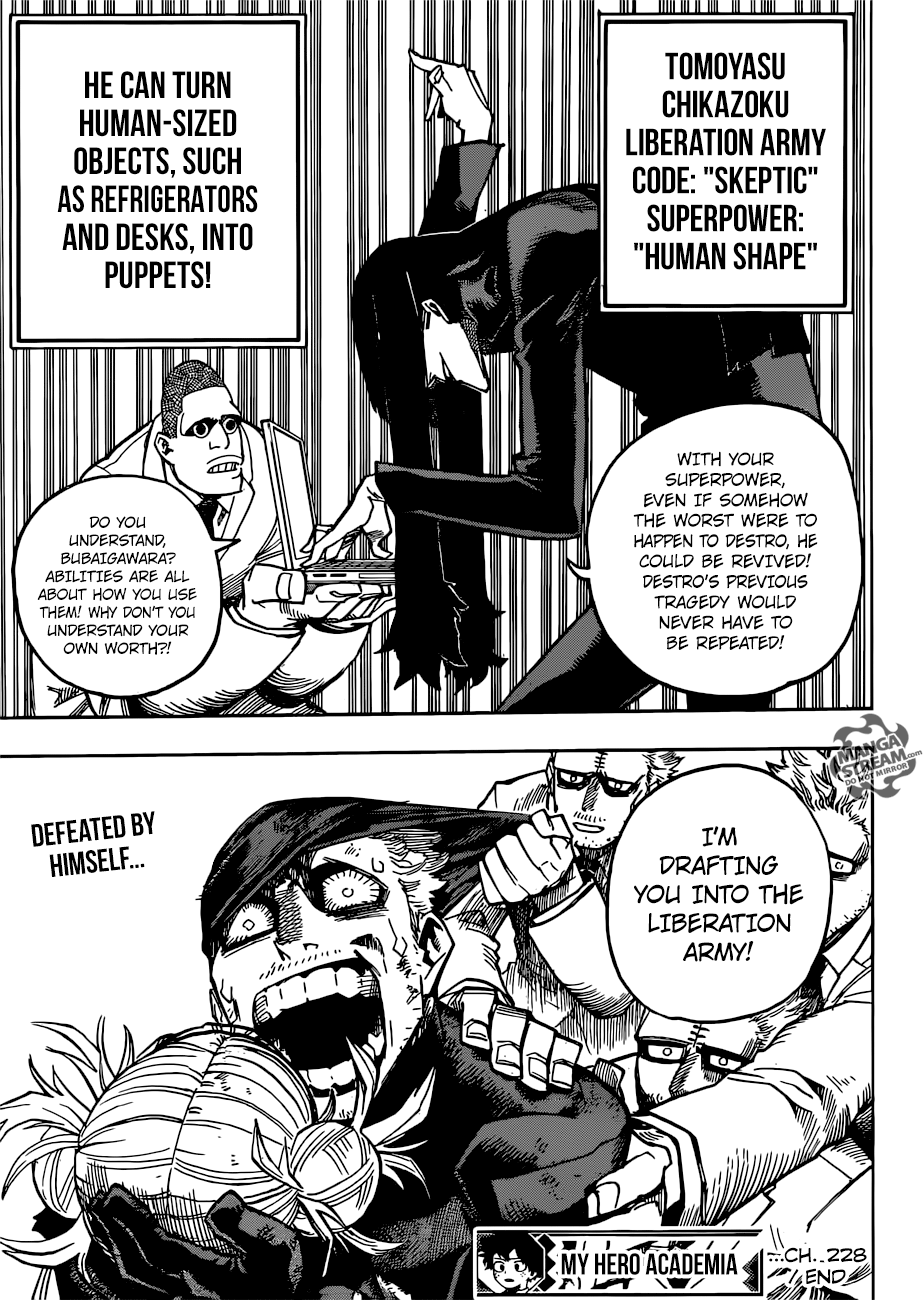 TOMOYASU
CHIKAZOKU
LIBERATION ARMY
CODE: "SKEPTIC"
SUPERPOWER:
"HUMAN SHAPE"
HE CAN TURN
HUMAN-SIZED
OBJECTS, SUCH
AS REFRIGERATORS
AND DESKS, INTO
PUPPETS!
WITH YOUR
SUPERPOWER,
EVEN IF SOMEHOW
THE WORST WERE TO
HAPPEN TO DESTRO, HE
COULD BE REVIVED!
DESTRO'S PREVIOUS
TRAGEDY WOULD
NEVER HAVE TO
BE REPEATED!
DO YOU
UNDERSTAND,
BUBAIGAWARA?
ABILITIES ARE ALL
ABOUT HOW YOU USE
THEM! WHY DON'T YOU
UNDERSTAND YOUR
OWN WORTH?!
MANGA
STREAM.com
DO NOT MIRROR
I'M
DRAFTING
YOU INTO THE
LIBERATION
ARMY!
DEFEATED BY
HIMSELF...
MY HERO ACADEMIA
...CH. 228
/ END